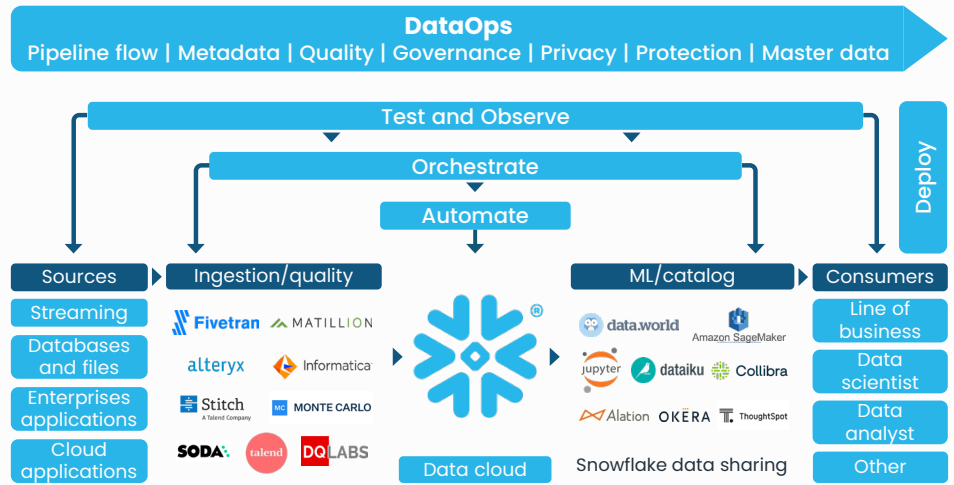 DataOps
Pipeline flow | Metadata | Quality | Governance | Privacy | Protection | Master data
Test and Observe
Orchestrate
Automate
Deploy
Sources
Streaming
Databases
and files
Enterprises
applications
Cloud
applications
Ingestion/quality
Fivetran
MATILLION
alteryx
Informatica
Stitch
A Talend Company
MC MONTE CARLO
SODA
talend
DQLABS
®
Data cloud
ML/catalog
data.world
Amazon SageMaker
jupyter
dataiku
Collibra
Alation
OKERA
T. ThoughtSpot
Snowflake data sharing
Consumers
Line of
business
Data
scientist
Data
analyst
Other